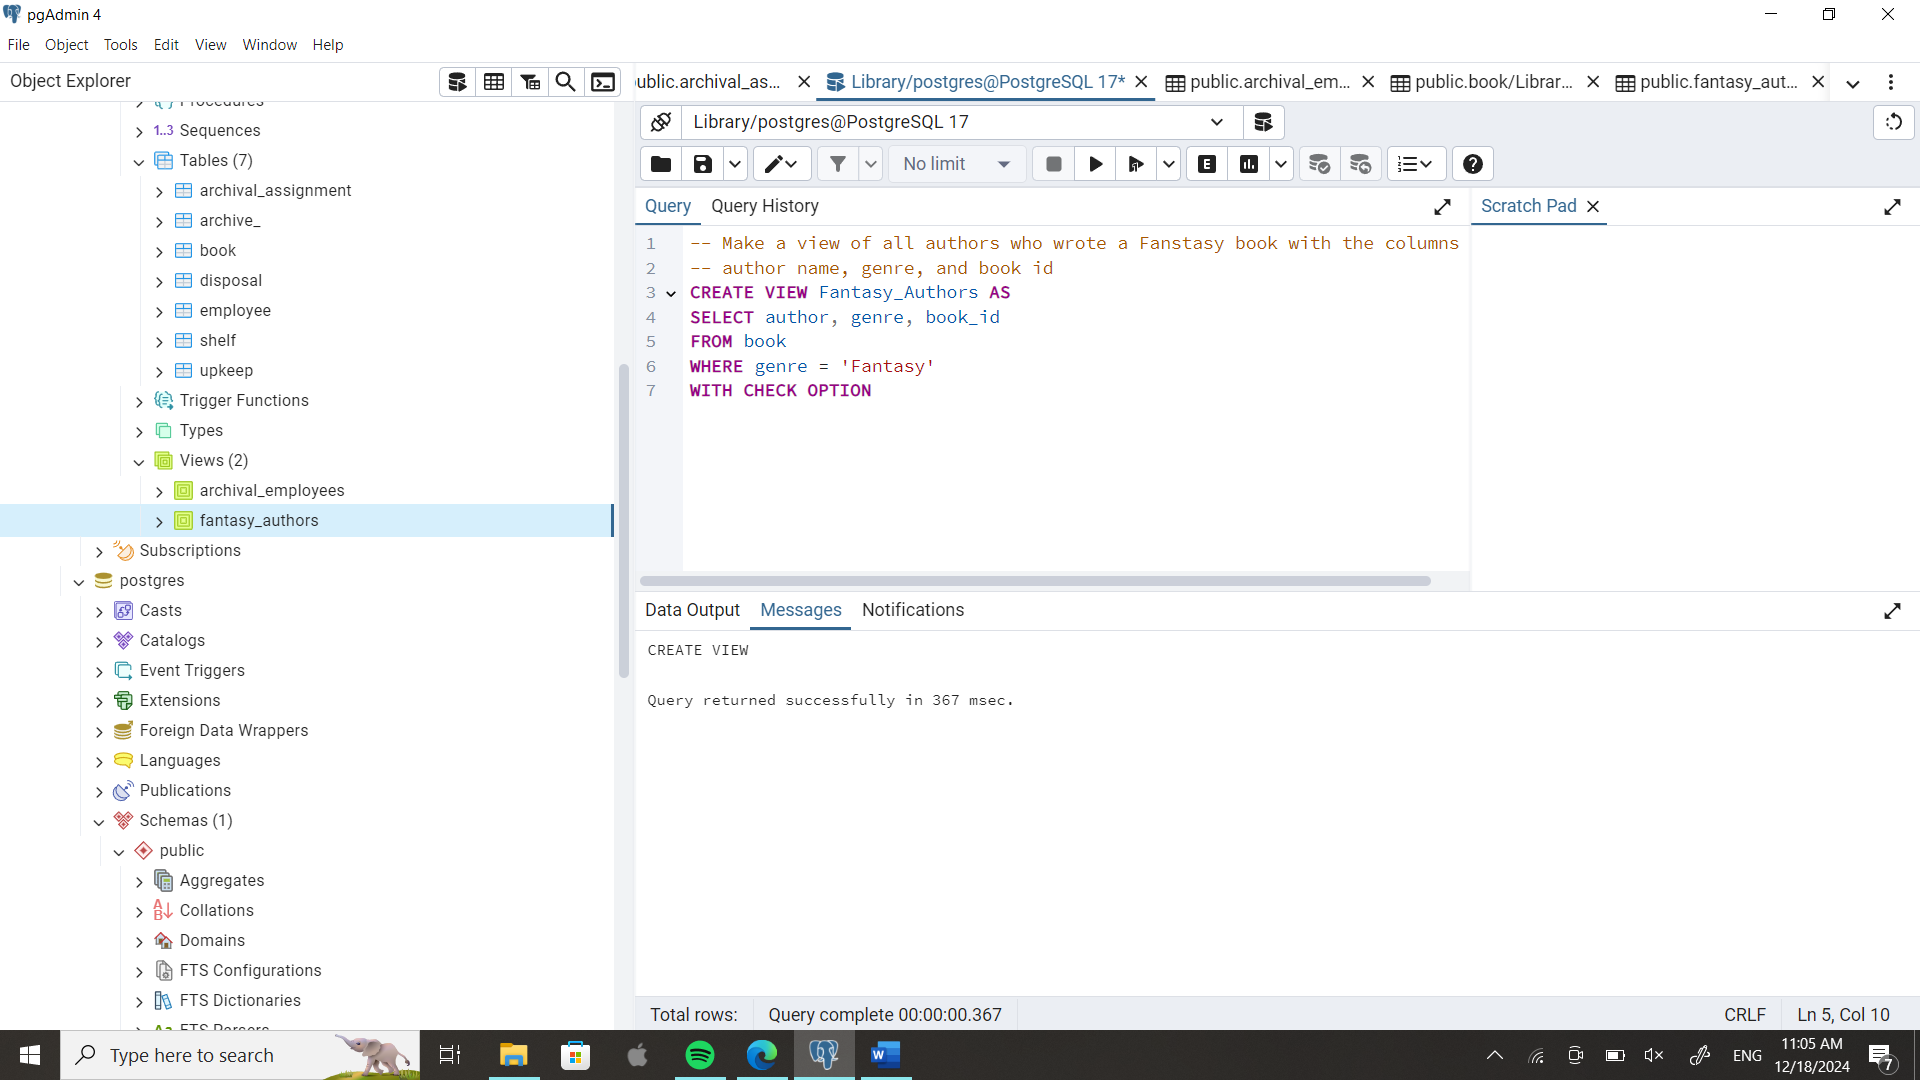 pgAdmin 4
File Object Tools Edit View Window Help
Object Explorer
public.archival_as... Library/postgres@PostgreSQL 17* public.archival_em... public.book/Librar... public.fantasy_aut...
Library/postgres@PostgreSQL 17
No limit
E
Procedures
1..3 Sequences
Tables (7)
archival_assignment
archive_
book
disposal
employee
shelf
upkeep
Trigger Functions
Types
Views (2)
archival_employees
fantasy_authors
Subscriptions
postgres
Casts
Catalogs
Event Triggers
Extensions
Foreign Data Wrappers
Languages
Publications
Schemas (1)
public
Aggregates
Collations
Domains
FTS Configurations
FTS Dictionaries
FTS Parsers
Query Query History
Scratch Pad
1 -- Make a view of all authors who wrote a Fanstasy book with the columns
2 -- author name, genre, and book id
3 CREATE VIEW Fantasy_Authors AS
4 SELECT author, genre, book_id
5 FROM book
6 WHERE genre = 'Fantasy'
7 WITH CHECK OPTION
Data Output Messages Notifications
CREATE VIEW
Query returned successfully in 367 msec.
Total rows: Query complete 00:00:00.367 CRLF Ln 5, Col 10
Type here to search
ENG
11:05 AM
12/18/2024
7